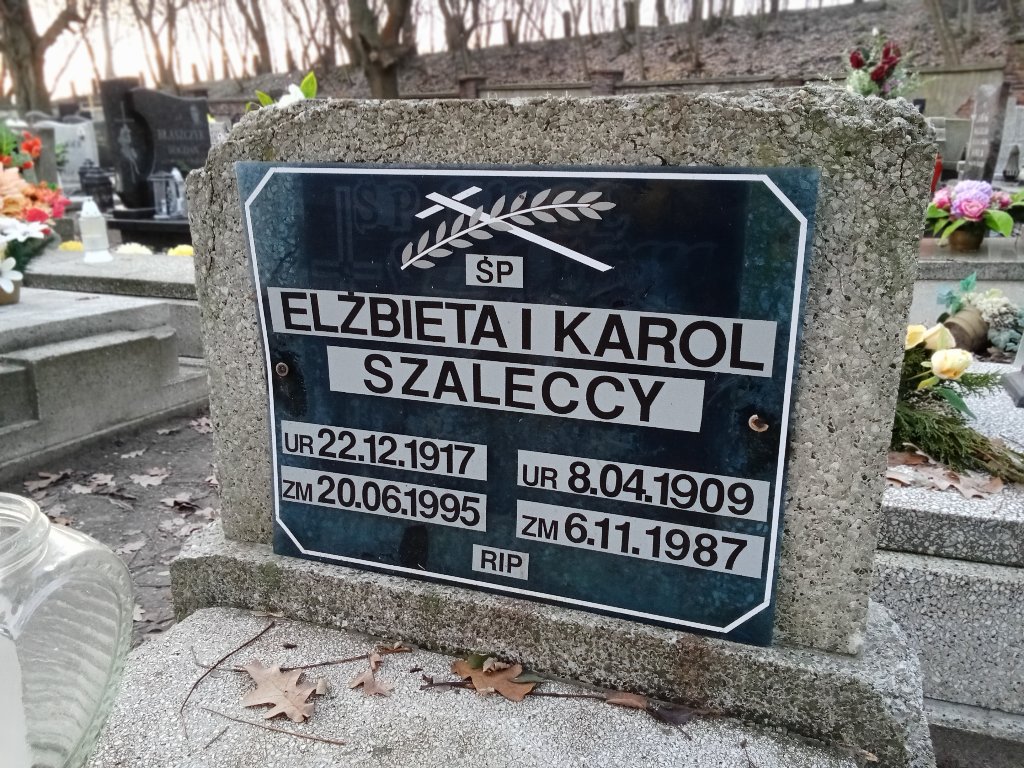 ŚP
ELŻBIETA I KAROL
SZALECCY
UR 22.12.1917
ZM 20.06.1995
UR 8.04.1909
ZM 6.11.1987
RIP